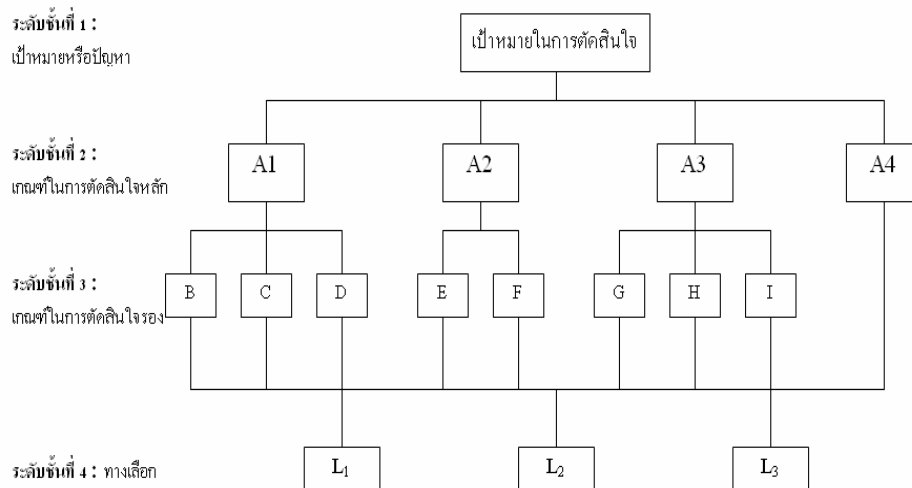 ระดับชั้นที่ 1 :
เป้าหมายหรือปัญหา
เป้าหมายในการตัดสินใจ
ระดับชั้นที่ 2 :
เกณฑ์ในการตัดสินใจหลัก
A1
A2
A3
A4
ระดับชั้นที่ 3 :
เกณฑ์ในการตัดสินใจรอง
B
C
D
E
F
G
H
I
ระดับชั้นที่ 4 : ทางเลือก
L1
L2
L3